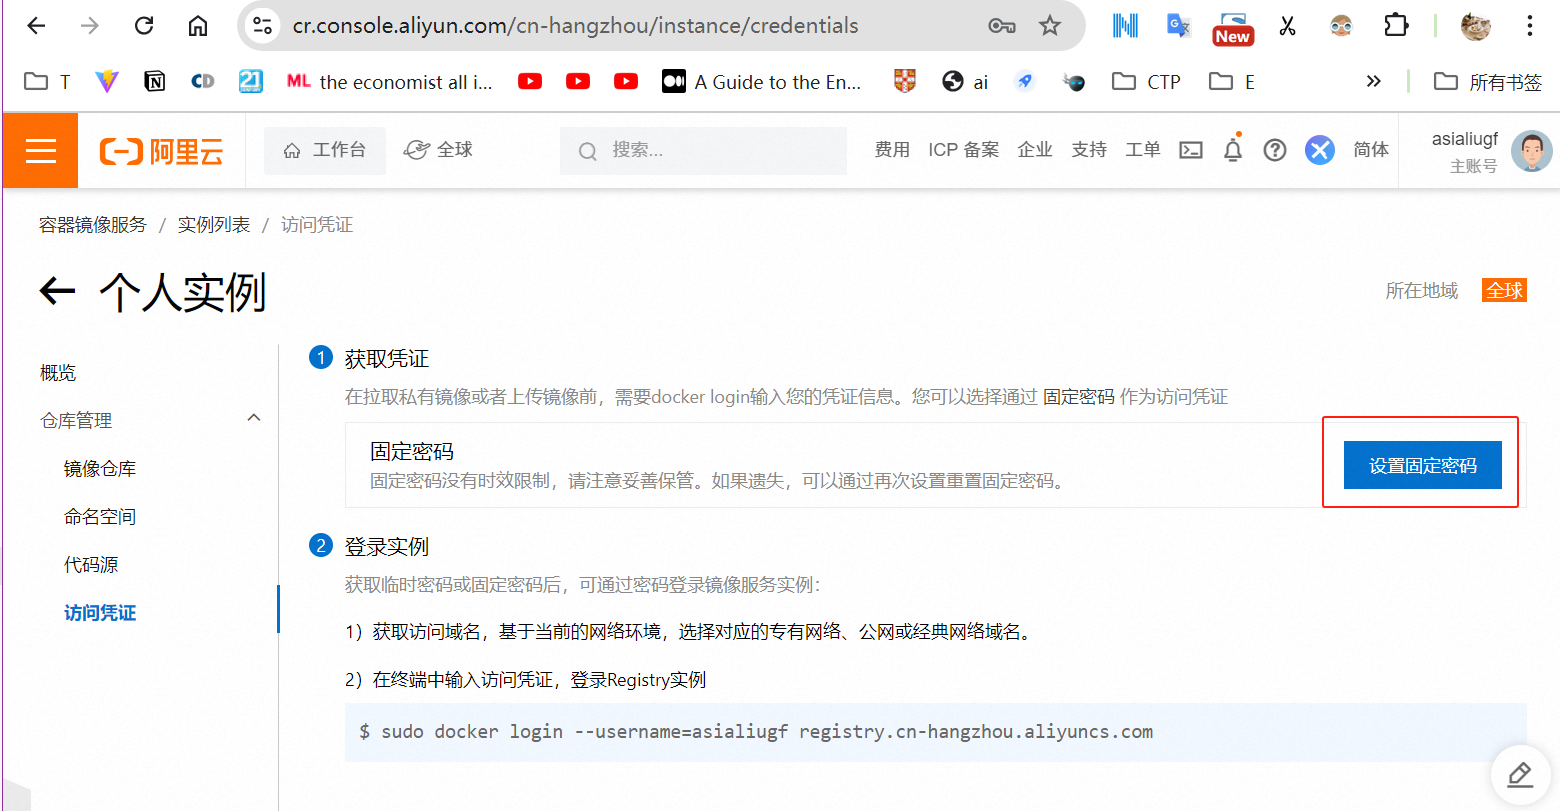 cr.console.aliyun.com/cn-hangzhou/instance/credentials
New
T
CD
21
ML the economist all i...
A Guide to the En...
ai
CTP
E
所有书签
阿里云
工作台
全球
搜索...
费用
ICP 备案
企业
支持
工单
简体
asialiugf
主账号
容器镜像服务 / 实例列表 / 访问凭证
个人实例
所在地域 全球
概览
仓库管理
镜像仓库
命名空间
代码源
访问凭证
1 获取凭证
在拉取私有镜像或者上传镜像前，需要docker login输入您的凭证信息。您可以选择通过 固定密码 作为访问凭证
固定密码
固定密码没有时效限制，请注意妥善保管。如果遗失，可以通过再次设置重置固定密码。
设置固定密码
2 登录实例
获取临时密码或固定密码后，可通过密码登录镜像服务实例：
1）获取访问域名，基于当前的网络环境，选择对应的专有网络、公网或经典网络域名。
2）在终端中输入访问凭证，登录Registry实例
$ sudo docker login --username=asialiugf registry.cn-hangzhou.aliyuncs.com